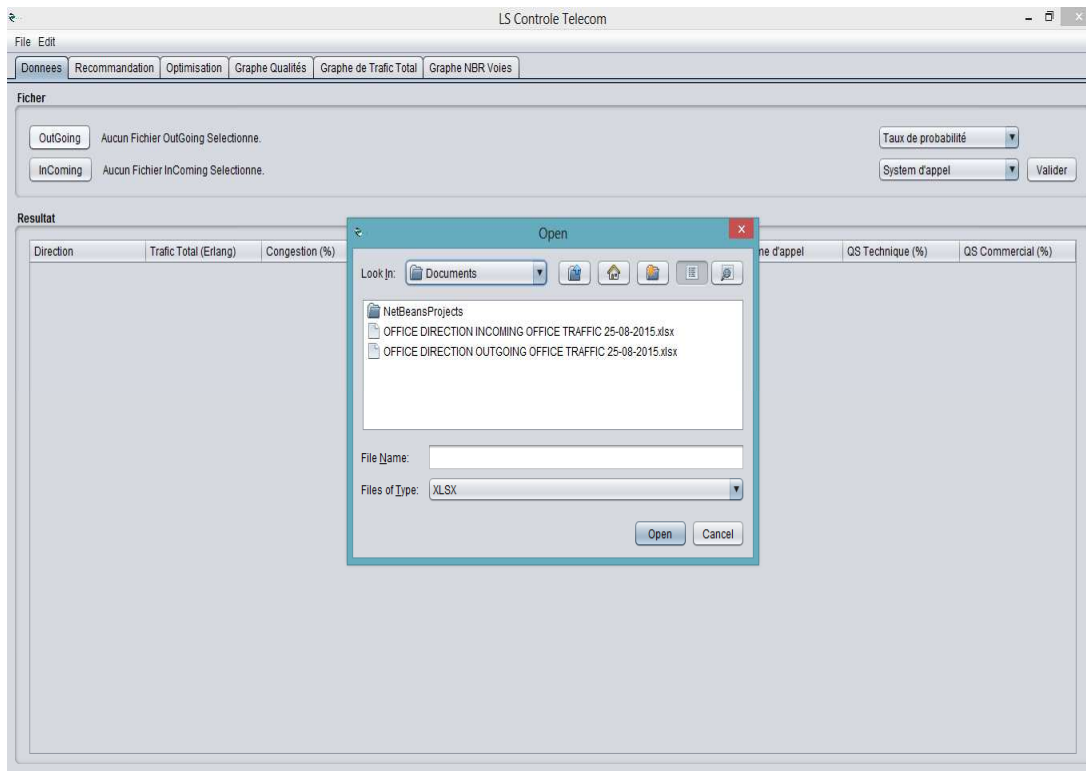 LS Controle Telecom
File Edit
Donnees Recommandation Optimisation Graphe Qualités Graphe de Trafic Total Graphe NBR Voies
Ficher
OutGoing Aucun Fichier OutGoing Selectionne. Taux de probabilité
InComing Aucun Fichier InComing Selectionne. System d'appel Valider
Resultat
Direction Trafic Total (Erlang) Congestion (%) d'appel QS Technique (%) QS Commercial (%)
Open
Look In: Documents
NetBeansProjects
OFFICE DIRECTION INCOMING OFFICE TRAFFIC 25-08-2015.xlsx
OFFICE DIRECTION OUTGOING OFFICE TRAFFIC 25-08-2015.xlsx
File Name:
Files of Type: XLSX
Open Cancel